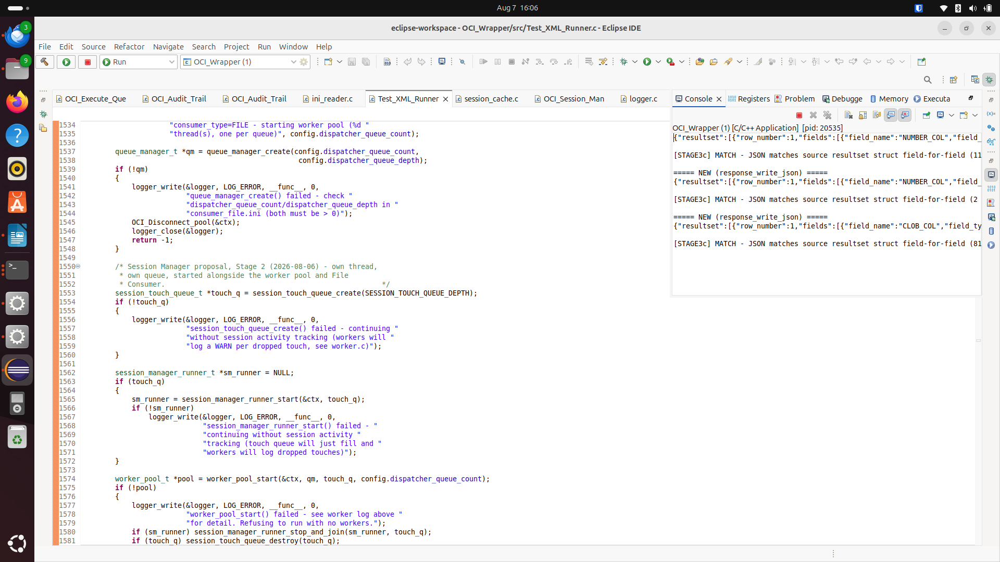 Aug 7 16:06
eclipse-workspace - OCI_Wrapper/src/Test_XML_Runner.c - Eclipse IDE
File Edit Source Refactor Navigate Search Project Run Window Help
Run OCI_Wrapper (1)
OCI_Execute_Que OCI_Audit_Trail OCI_Audit_Trail ini_reader.c Test_XML_Runner session_cache.c OCI_Session_Man logger.c
1534 "consumer_type=FILE - starting worker pool (%d "
1535 "thread(s), one per queue)", config.dispatcher_queue_count);
1536
1537 queue_manager_t *qm = queue_manager_create(config.dispatcher_queue_count,
1538 config.dispatcher_queue_depth);
1539 if (!qm)
1540 {
1541 logger_write(&logger, LOG_ERROR, __func__, 0,
1542 "queue_manager_create() failed - check "
1543 "dispatcher_queue_count/dispatcher_queue_depth in "
1544 "consumer_file.ini (both must be > 0)");
1545 OCI_Disconnect_pool(&ctx);
1546 logger_close(&logger);
1547 return -1;
1548 }
1549
1550 /* Session Manager proposal, Stage 2 (2026-08-06) - own thread,
1551 * own queue, started alongside the worker pool and File
1552 * Consumer. */
1553 session_touch_queue_t *touch_q = session_touch_queue_create(SESSION_TOUCH_QUEUE_DEPTH);
1554 if (!touch_q)
1555 {
1556 logger_write(&logger, LOG_ERROR, __func__, 0,
1557 "session_touch_queue_create() failed - continuing "
1558 "without session activity tracking (workers will "
1559 "log a WARN per dropped touch, see worker.c)");
1560 }
1561
1562 session_manager_runner_t *sm_runner = NULL;
1563 if (touch_q)
1564 {
1565 sm_runner = session_manager_runner_start(&ctx, touch_q);
1566 if (!sm_runner)
1567 logger_write(&logger, LOG_ERROR, __func__, 0,
1568 "session_manager_runner_start() failed - "
1569 "continuing without session activity "
1570 "tracking (touch queue will just fill and "
1571 "workers will log dropped touches)");
1572 }
1573
1574 worker_pool_t *pool = worker_pool_start(&ctx, qm, touch_q, config.dispatcher_queue_count);
1575 if (!pool)
1576 {
1577 logger_write(&logger, LOG_ERROR, __func__, 0,
1578 "worker_pool_start() failed - see worker log above "
1579 "for detail. Refusing to run with no workers.");
1580 if (sm_runner) session_manager_runner_stop_and_join(sm_runner, touch_q);
1581 if (touch_q) session_touch_queue_destroy(touch_q);
Console Registers Problem Debugge Memory Executa
OCI_Wrapper (1) [C/C++ Application] [pid: 20535]
{"resultset":[{"row_number":1,"fields":[{"field_name":"NUMBER_COL","field_
[STAGE3c] MATCH - JSON matches source resultset struct field-for-field (11
===== NEW (response_write_json) =====
{"resultset":[{"row_number":1,"fields":[{"field_name":"NUMBER_COL","field_
[STAGE3c] MATCH - JSON matches source resultset struct field-for-field (2
===== NEW (response_write_json) =====
{"resultset":[{"row_number":1,"fields":[{"field_name":"CLOB_COL","field_ty
[STAGE3c] MATCH - JSON matches source resultset struct field-for-field (81
3
9